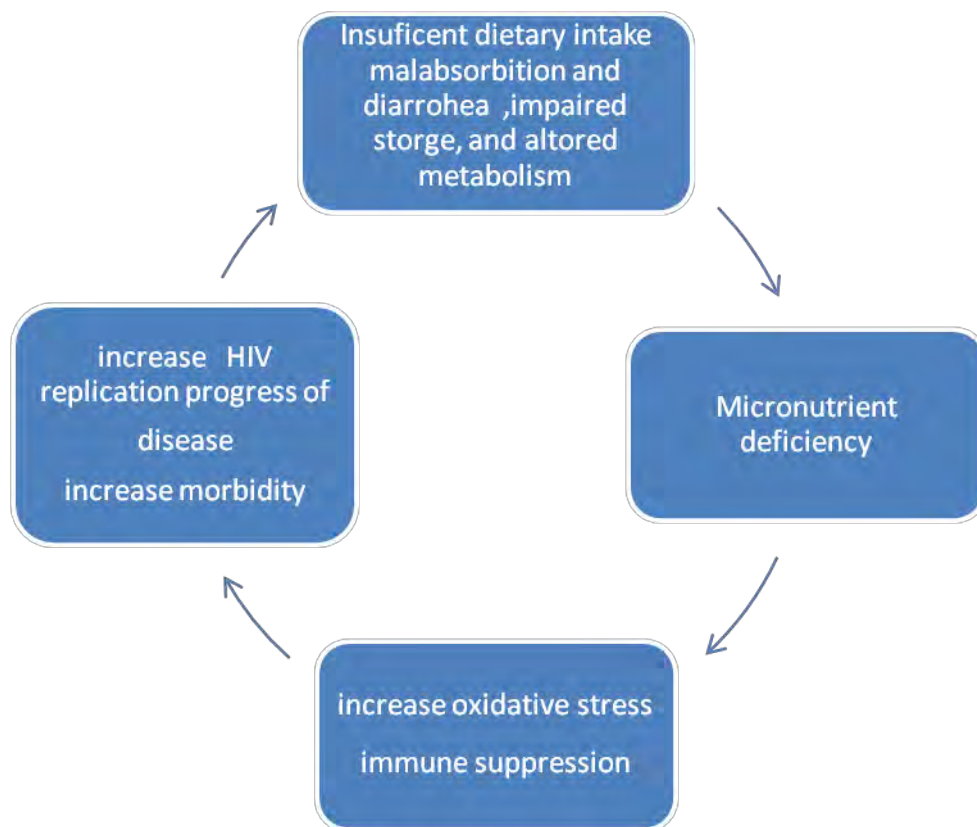 Insuficent dietary intake
malabsorbition and
diarrohea ,impaired
storge, and altored
metabolism
Micronutrient
deficiency
increase oxidative stress
immune suppression
increase HIV
replication progress of
disease
increase morbidity